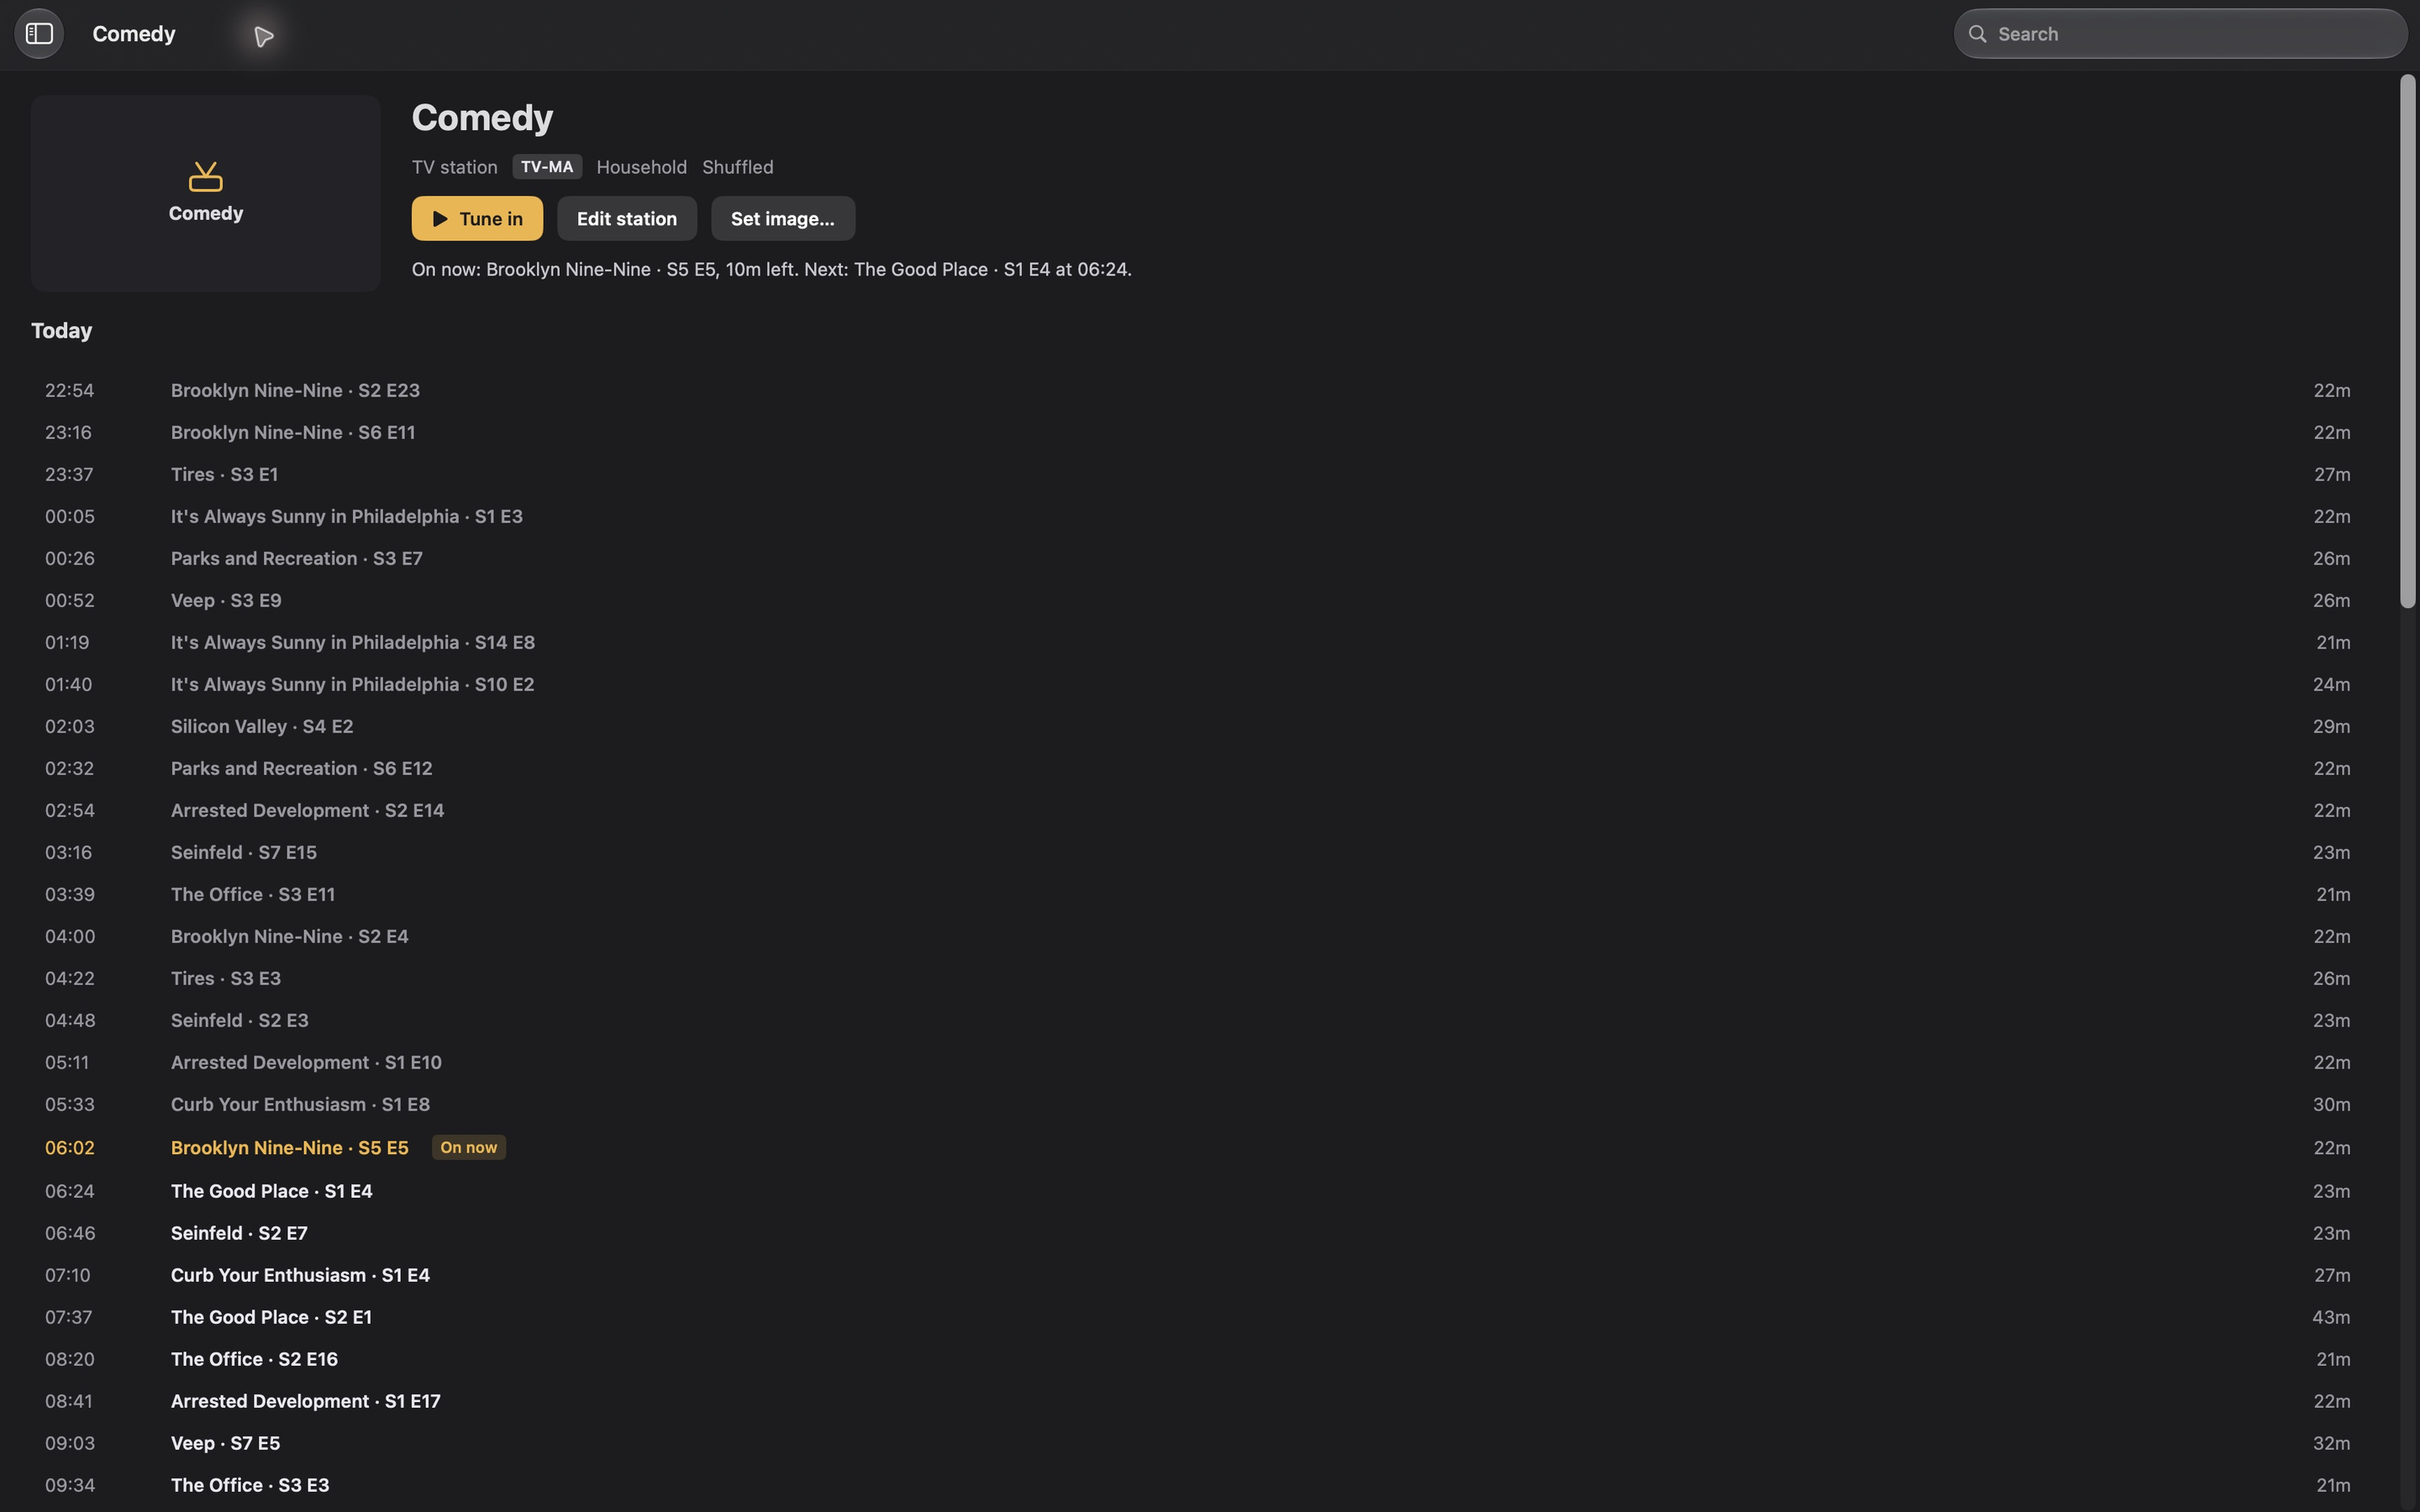 Comedy
Search
Comedy
Comedy
TV station TV-MA Household Shuffled
Tune in Edit station Set image...
On now: Brooklyn Nine-Nine · S5 E5, 10m left. Next: The Good Place · S1 E4 at 06:24.
Today
22:54 Brooklyn Nine-Nine · S2 E23 22m
23:16 Brooklyn Nine-Nine · S6 E11 22m
23:37 Tires · S3 E1 27m
00:05 It's Always Sunny in Philadelphia · S1 E3 22m
00:26 Parks and Recreation · S3 E7 26m
00:52 Veep · S3 E9 26m
01:19 It's Always Sunny in Philadelphia · S14 E8 21m
01:40 It's Always Sunny in Philadelphia · S10 E2 24m
02:03 Silicon Valley · S4 E2 29m
02:32 Parks and Recreation · S6 E12 22m
02:54 Arrested Development · S2 E14 22m
03:16 Seinfeld · S7 E15 23m
03:39 The Office · S3 E11 21m
04:00 Brooklyn Nine-Nine · S2 E4 22m
04:22 Tires · S3 E3 26m
04:48 Seinfeld · S2 E3 23m
05:11 Arrested Development · S1 E10 22m
05:33 Curb Your Enthusiasm · S1 E8 30m
06:02 Brooklyn Nine-Nine · S5 E5 On now 22m
06:24 The Good Place · S1 E4 23m
06:46 Seinfeld · S2 E7 23m
07:10 Curb Your Enthusiasm · S1 E4 27m
07:37 The Good Place · S2 E1 43m
08:20 The Office · S2 E16 21m
08:41 Arrested Development · S1 E17 22m
09:03 Veep · S7 E5 32m
09:34 The Office · S3 E3 21m